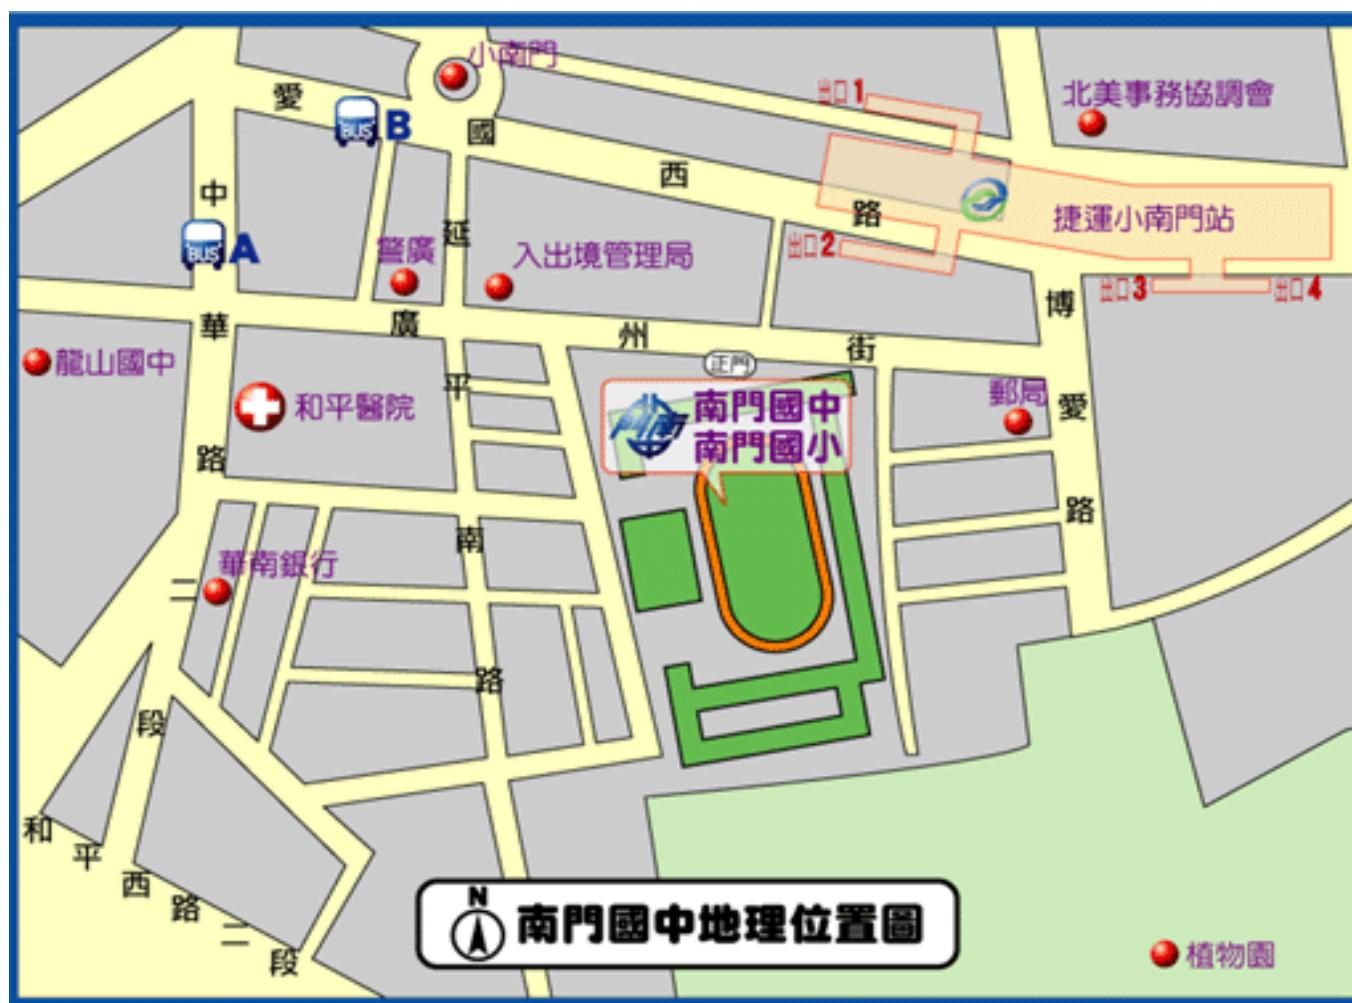 小南門
出口1
北美事務協調會
愛國西路
BUS B
捷運小南門站
出口2
出口3
出口4
BUS A
警廣
入出境管理局
中華路二段
延平南路
廣州街
博愛路
正門
龍山國中
和平醫院
南門國中
南門國小
郵局
華南銀行
和平西路二段
N
南門國中地理位置圖
植物園